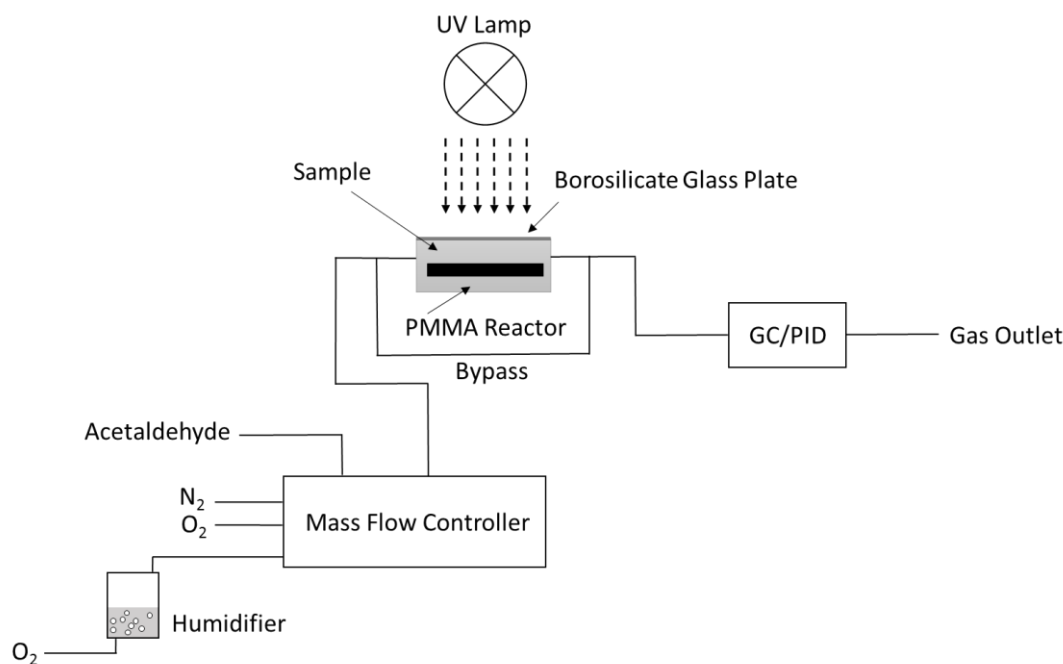 UV Lamp
Sample
Borosilicate Glass Plate
PMMA Reactor
GC/PID
Gas Outlet
Bypass
Acetaldehyde
N₂
O₂
Mass Flow Controller
Humidifier
O₂